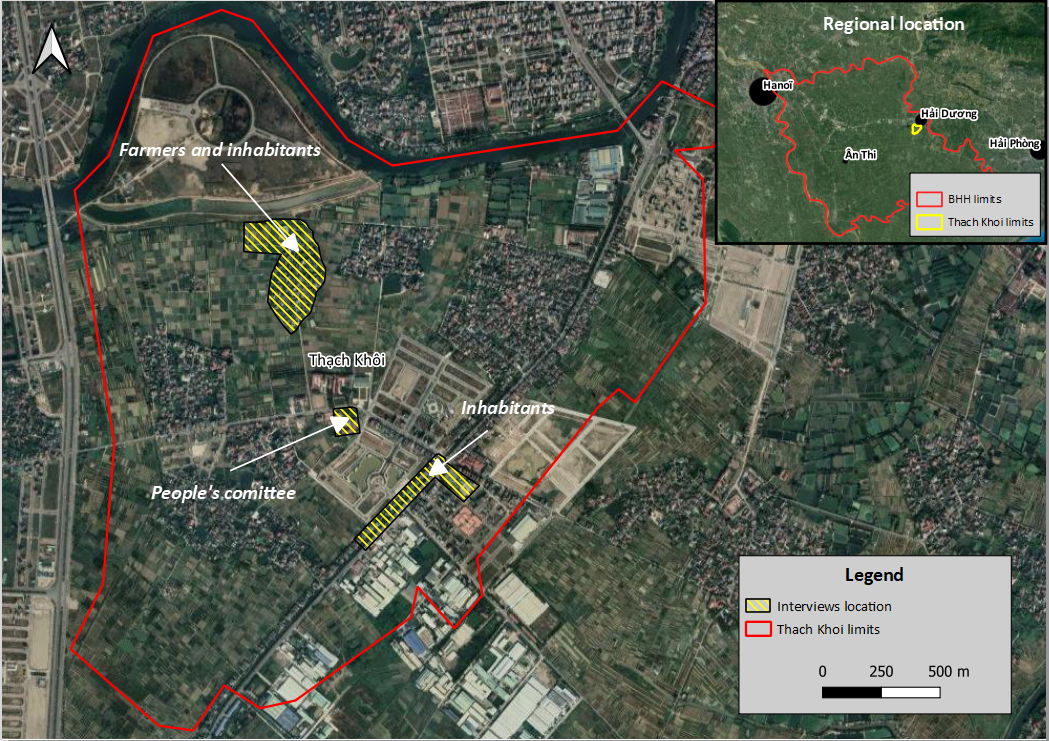 Regional location
Hanoï
Hải Dương
Hải Phòng
Ân Thi
BHH limits
Thach Khoi limits
Farmers and inhabitants
Thạch Khôi
Inhabitants
People's comittee
Legend
Interviews location
Thach Khoi limits
0 250 500 m